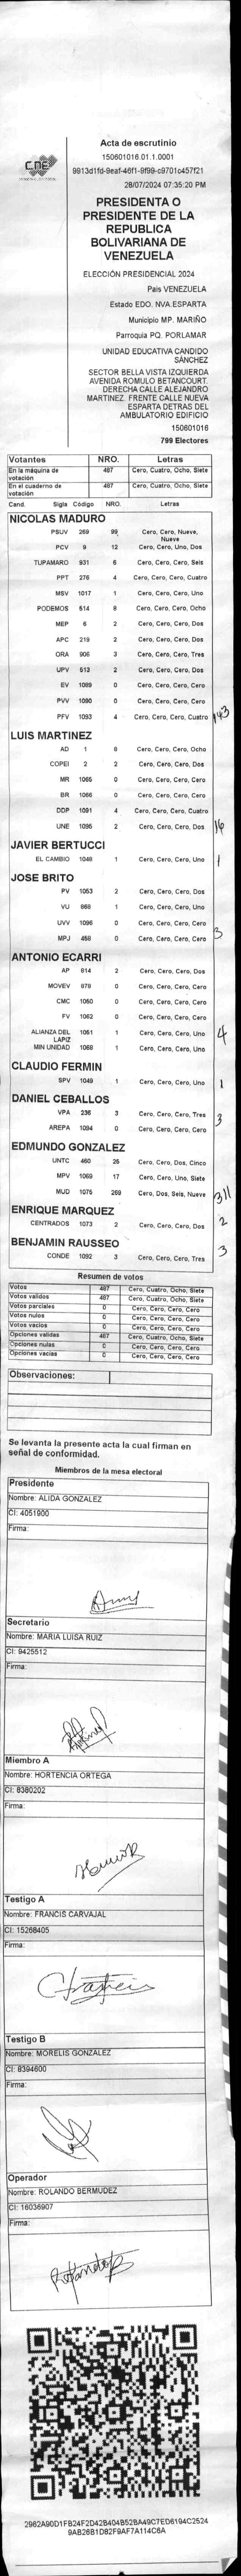 CNE
Acta de escrutinio
150601016.01.1.0001
9913d1fd-9eaf-46f1-9f99-c9701c457f21
28/07/2024 07:35:20 PM
PRESIDENTA O
PRESIDENTE DE LA
REPUBLICA
BOLIVARIANA DE
VENEZUELA
ELECCIÓN PRESIDENCIAL 2024
País VENEZUELA
Estado EDO. NVA.ESPARTA
Municipio MP. MARIÑO
Parroquia PQ. PORLAMAR
UNIDAD EDUCATIVA CANDIDO
SÁNCHEZ
SECTOR BELLA VISTA IZQUIERDA
AVENIDA ROMULO BETANCOURT.
DERECHA CALLE ALEJANDRO
MARTINEZ. FRENTE CALLE NUEVA
ESPARTA DETRAS DEL
AMBULATORIO EDIFICIO
150601016
799 Electores
Votantes NRO. Letras
En la máquina de votación 487 Cero, Cuatro, Ocho, Siete
En el cuaderno de votación 487 Cero, Cuatro, Ocho, Siete
Cand. Sigla Código NRO. Letras
NICOLAS MADURO
PSUV 269 99 Cero, Cero, Nueve, Nueve
PCV 9 12 Cero, Cero, Uno, Dos
TUPAMARO 931 6 Cero, Cero, Cero, Seis
PPT 276 4 Cero, Cero, Cero, Cuatro
MSV 1017 1 Cero, Cero, Cero, Uno
PODEMOS 514 8 Cero, Cero, Cero, Ocho
MEP 6 2 Cero, Cero, Cero, Dos
APC 219 2 Cero, Cero, Cero, Dos
ORA 906 3 Cero, Cero, Cero, Tres
UPV 513 2 Cero, Cero, Cero, Dos
EV 1089 0 Cero, Cero, Cero, Cero
PVV 1090 0 Cero, Cero, Cero, Cero
PFV 1093 4 Cero, Cero, Cero, Cuatro 143
LUIS MARTINEZ
AD 1 8 Cero, Cero, Cero, Ocho
COPEI 2 2 Cero, Cero, Cero, Dos
MR 1065 0 Cero, Cero, Cero, Cero
BR 1066 0 Cero, Cero, Cero, Cero
DDP 1091 4 Cero, Cero, Cero, Cuatro
UNE 1095 2 Cero, Cero, Cero, Dos 16
JAVIER BERTUCCI
EL CAMBIO 1048 1 Cero, Cero, Cero, Uno 1
JOSE BRITO
PV 1053 2 Cero, Cero, Cero, Dos
VU 868 1 Cero, Cero, Cero, Uno
UVV 1096 0 Cero, Cero, Cero, Cero
MPJ 458 0 Cero, Cero, Cero, Cero 3
ANTONIO ECARRI
AP 814 2 Cero, Cero, Cero, Dos
MOVEV 878 0 Cero, Cero, Cero, Cero
CMC 1050 0 Cero, Cero, Cero, Cero
FV 1062 0 Cero, Cero, Cero, Cero
ALIANZA DEL LAPIZ 1051 1 Cero, Cero, Cero, Uno 4
MIN UNIDAD 1068 1 Cero, Cero, Cero, Uno
CLAUDIO FERMIN
SPV 1049 1 Cero, Cero, Cero, Uno 1
DANIEL CEBALLOS
VPA 236 3 Cero, Cero, Cero, Tres 3
AREPA 1094 0 Cero, Cero, Cero, Cero
EDMUNDO GONZALEZ
UNTC 460 25 Cero, Cero, Dos, Cinco
MPV 1069 17 Cero, Cero, Uno, Siete
MUD 1075 269 Cero, Dos, Seis, Nueve 311
ENRIQUE MARQUEZ
CENTRADOS 1073 2 Cero, Cero, Cero, Dos 2
BENJAMIN RAUSSEO
CONDE 1092 3 Cero, Cero, Cero, Tres 3
Resumen de votos
Votos 487 Cero, Cuatro, Ocho, Siete
Votos validos 487 Cero, Cuatro, Ocho, Siete
Votos parciales 0 Cero, Cero, Cero, Cero
Votos nulos 0 Cero, Cero, Cero, Cero
Votos vacios 0 Cero, Cero, Cero, Cero
Opciones validas 487 Cero, Cuatro, Ocho, Siete
Opciones nulas 0 Cero, Cero, Cero, Cero
Opciones vacias 0 Cero, Cero, Cero, Cero
Observaciones:
Se levanta la presente acta la cual firman en
señal de conformidad.
Miembros de la mesa electoral
Presidente
Nombre: ALIDA GONZALEZ
CI: 4051900
Firma:
Secretario
Nombre: MARIA LUISA RUIZ
CI: 9425512
Firma:
Miembro A
Nombre: HORTENCIA ORTEGA
CI: 8380202
Firma:
Testigo A
Nombre: FRANCIS CARVAJAL
CI: 15268405
Firma:
Testigo B
Nombre: MORELIS GONZALEZ
CI: 8394600
Firma:
Operador
Nombre: ROLANDO BERMUDEZ
CI: 16036907
Firma:
2962A90D1FB24F2D42B404B52BA49C7ED6194C2524
9AB26B1D82F9AF7A114C6A